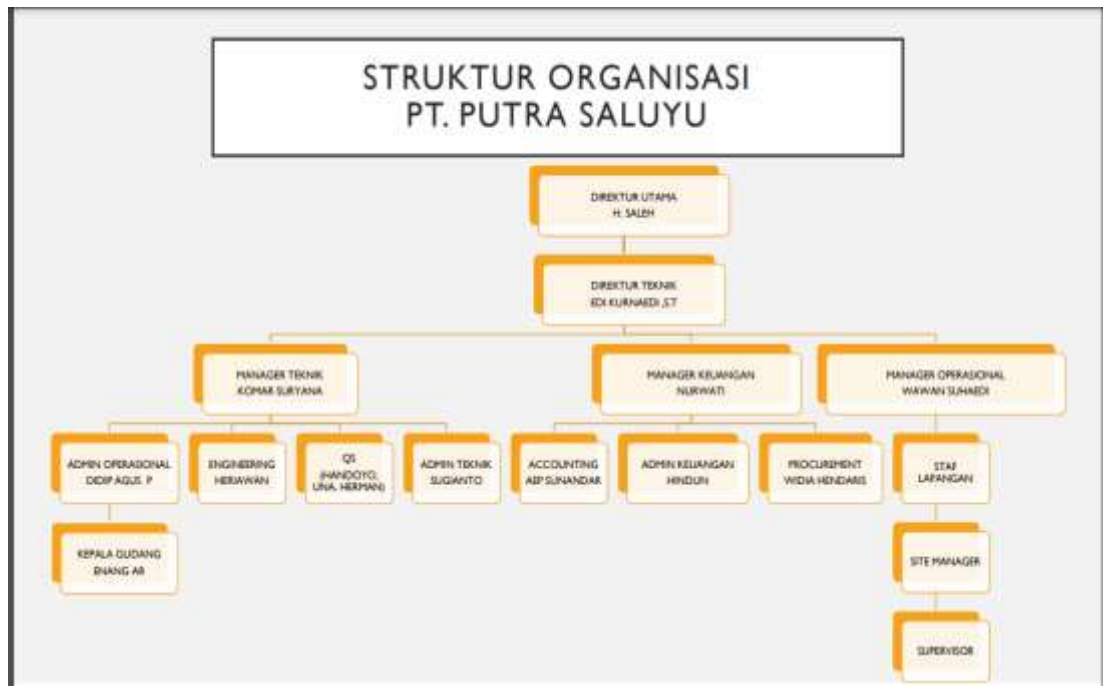 STRUKTUR ORGANISASI
PT. PUTRA SALUYU
DIREKTUR UTAMA
H. SALEH
DIREKTUR TEKNIK
EDI KURNAEDI ,S.T
MANAGER TEKNIK
KOMAR SURYANA
MANAGER KEUANGAN
NURWATI
MANAGER OPERASIONAL
WAWAN SUHAEDI
ADMIN OPERASIONAL
DIDIP AGUS. P
ENGINEERING
HERIAWAN
QS
(HANDOYO,
UNA, HERMAN)
ADMIN TEKNIK
SUGIANTO
ACCOUNTING
AEP SUNANDAR
ADMIN KEUANGAN
HINDUN
PROCUREMENT
WIDIA HENDARIS
STAF
LAPANGAN
KEPALA GUDANG
ENANG AB
SITE MANAGER
SUPERVISOR